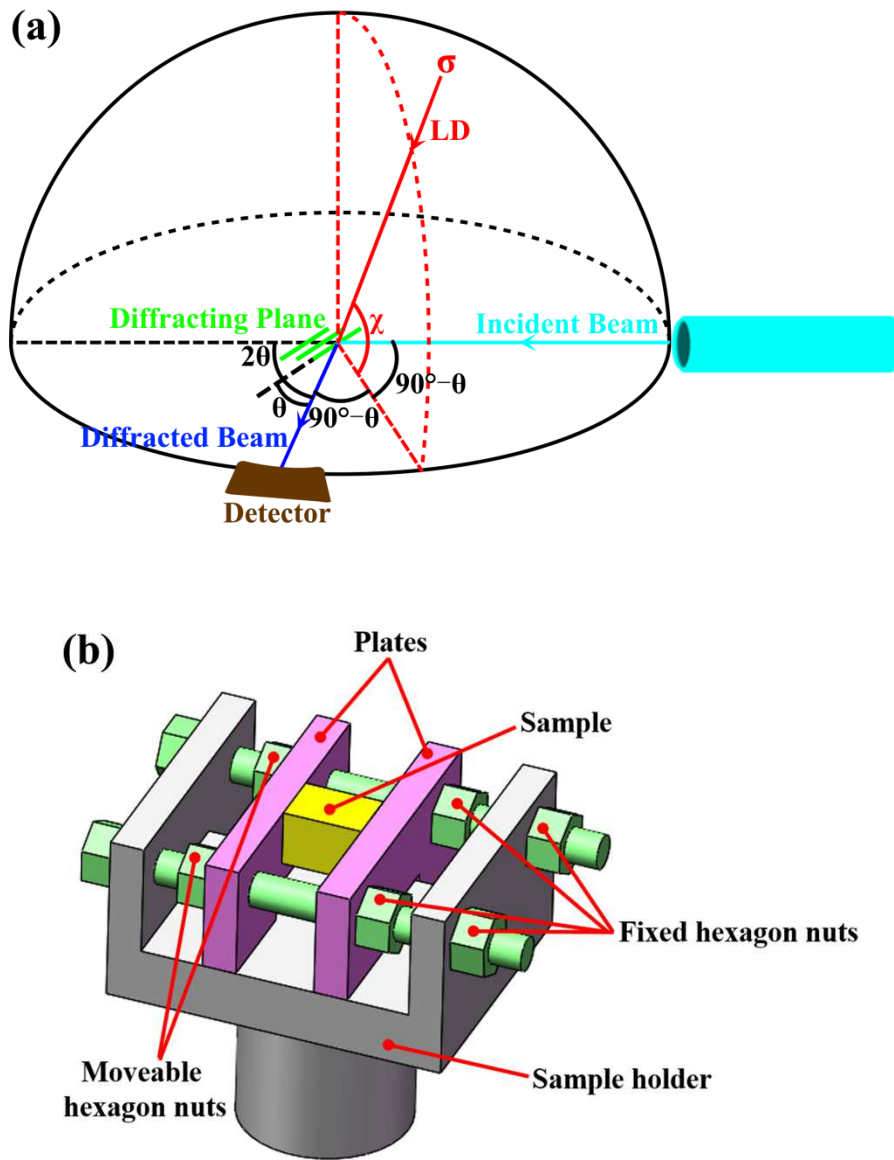 (a)
σ
LD
Diffracting Plane
χ
Incident Beam
2θ
90°−θ
θ
90°−θ
Diffracted Beam
Detector
(b)
Plates
Sample
Fixed hexagon nuts
Moveable
hexagon nuts
Sample holder